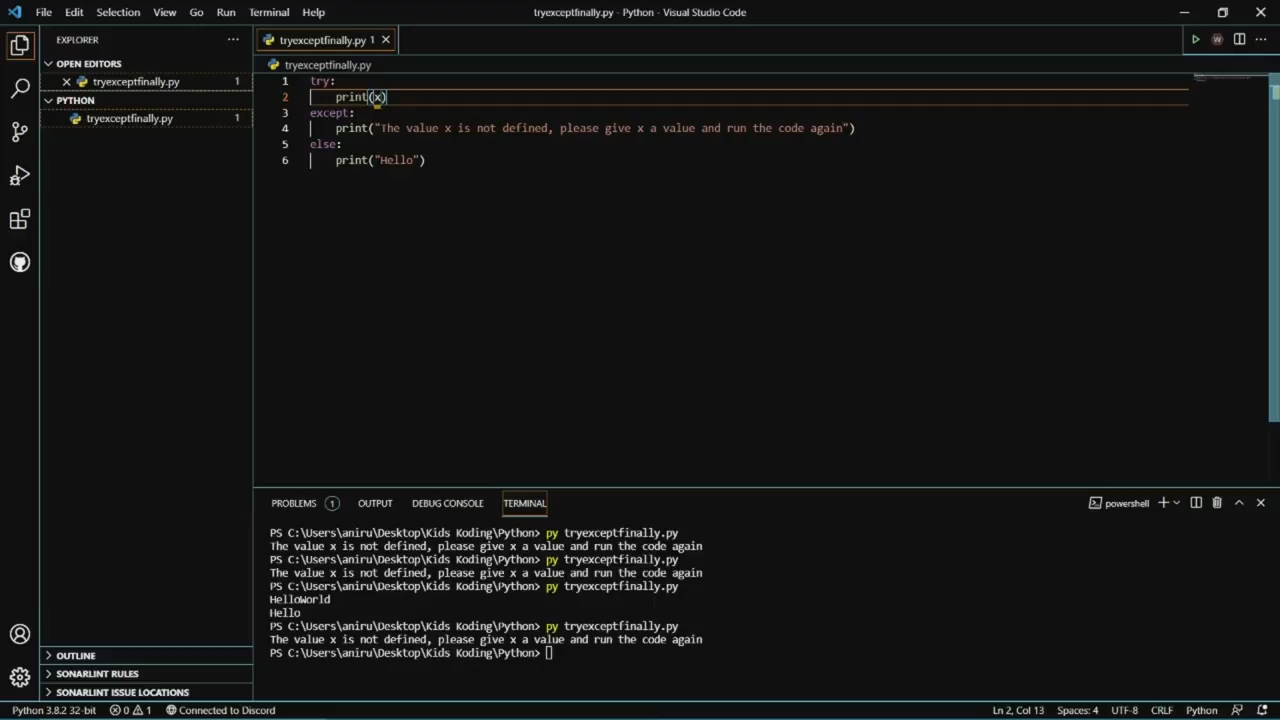 File Edit Selection View Go Run Terminal Help
tryexceptfinally.py - Python - Visual Studio Code
EXPLORER
OPEN EDITORS
tryexceptfinally.py 1
PYTHON
tryexceptfinally.py 1
OUTLINE
SONARLINT RULES
SONARLINT ISSUE LOCATIONS
tryexceptfinally.py 1
tryexceptfinally.py
1 try:
2 print(x)
3 except:
4 print("The value x is not defined, please give x a value and run the code again")
5 else:
6 print("Hello")
PROBLEMS 1 OUTPUT DEBUG CONSOLE TERMINAL
powershell
PS C:\Users\aniru\Desktop\Kids Koding\Python> py tryexceptfinally.py
The value x is not defined, please give x a value and run the code again
PS C:\Users\aniru\Desktop\Kids Koding\Python> py tryexceptfinally.py
The value x is not defined, please give x a value and run the code again
PS C:\Users\aniru\Desktop\Kids Koding\Python> py tryexceptfinally.py
HelloWorld
Hello
PS C:\Users\aniru\Desktop\Kids Koding\Python> py tryexceptfinally.py
The value x is not defined, please give x a value and run the code again
PS C:\Users\aniru\Desktop\Kids Koding\Python>
Python 3.8.2 32-bit 0 1 Connected to Discord
Ln 2, Col 13 Spaces: 4 UTF-8 CRLF Python